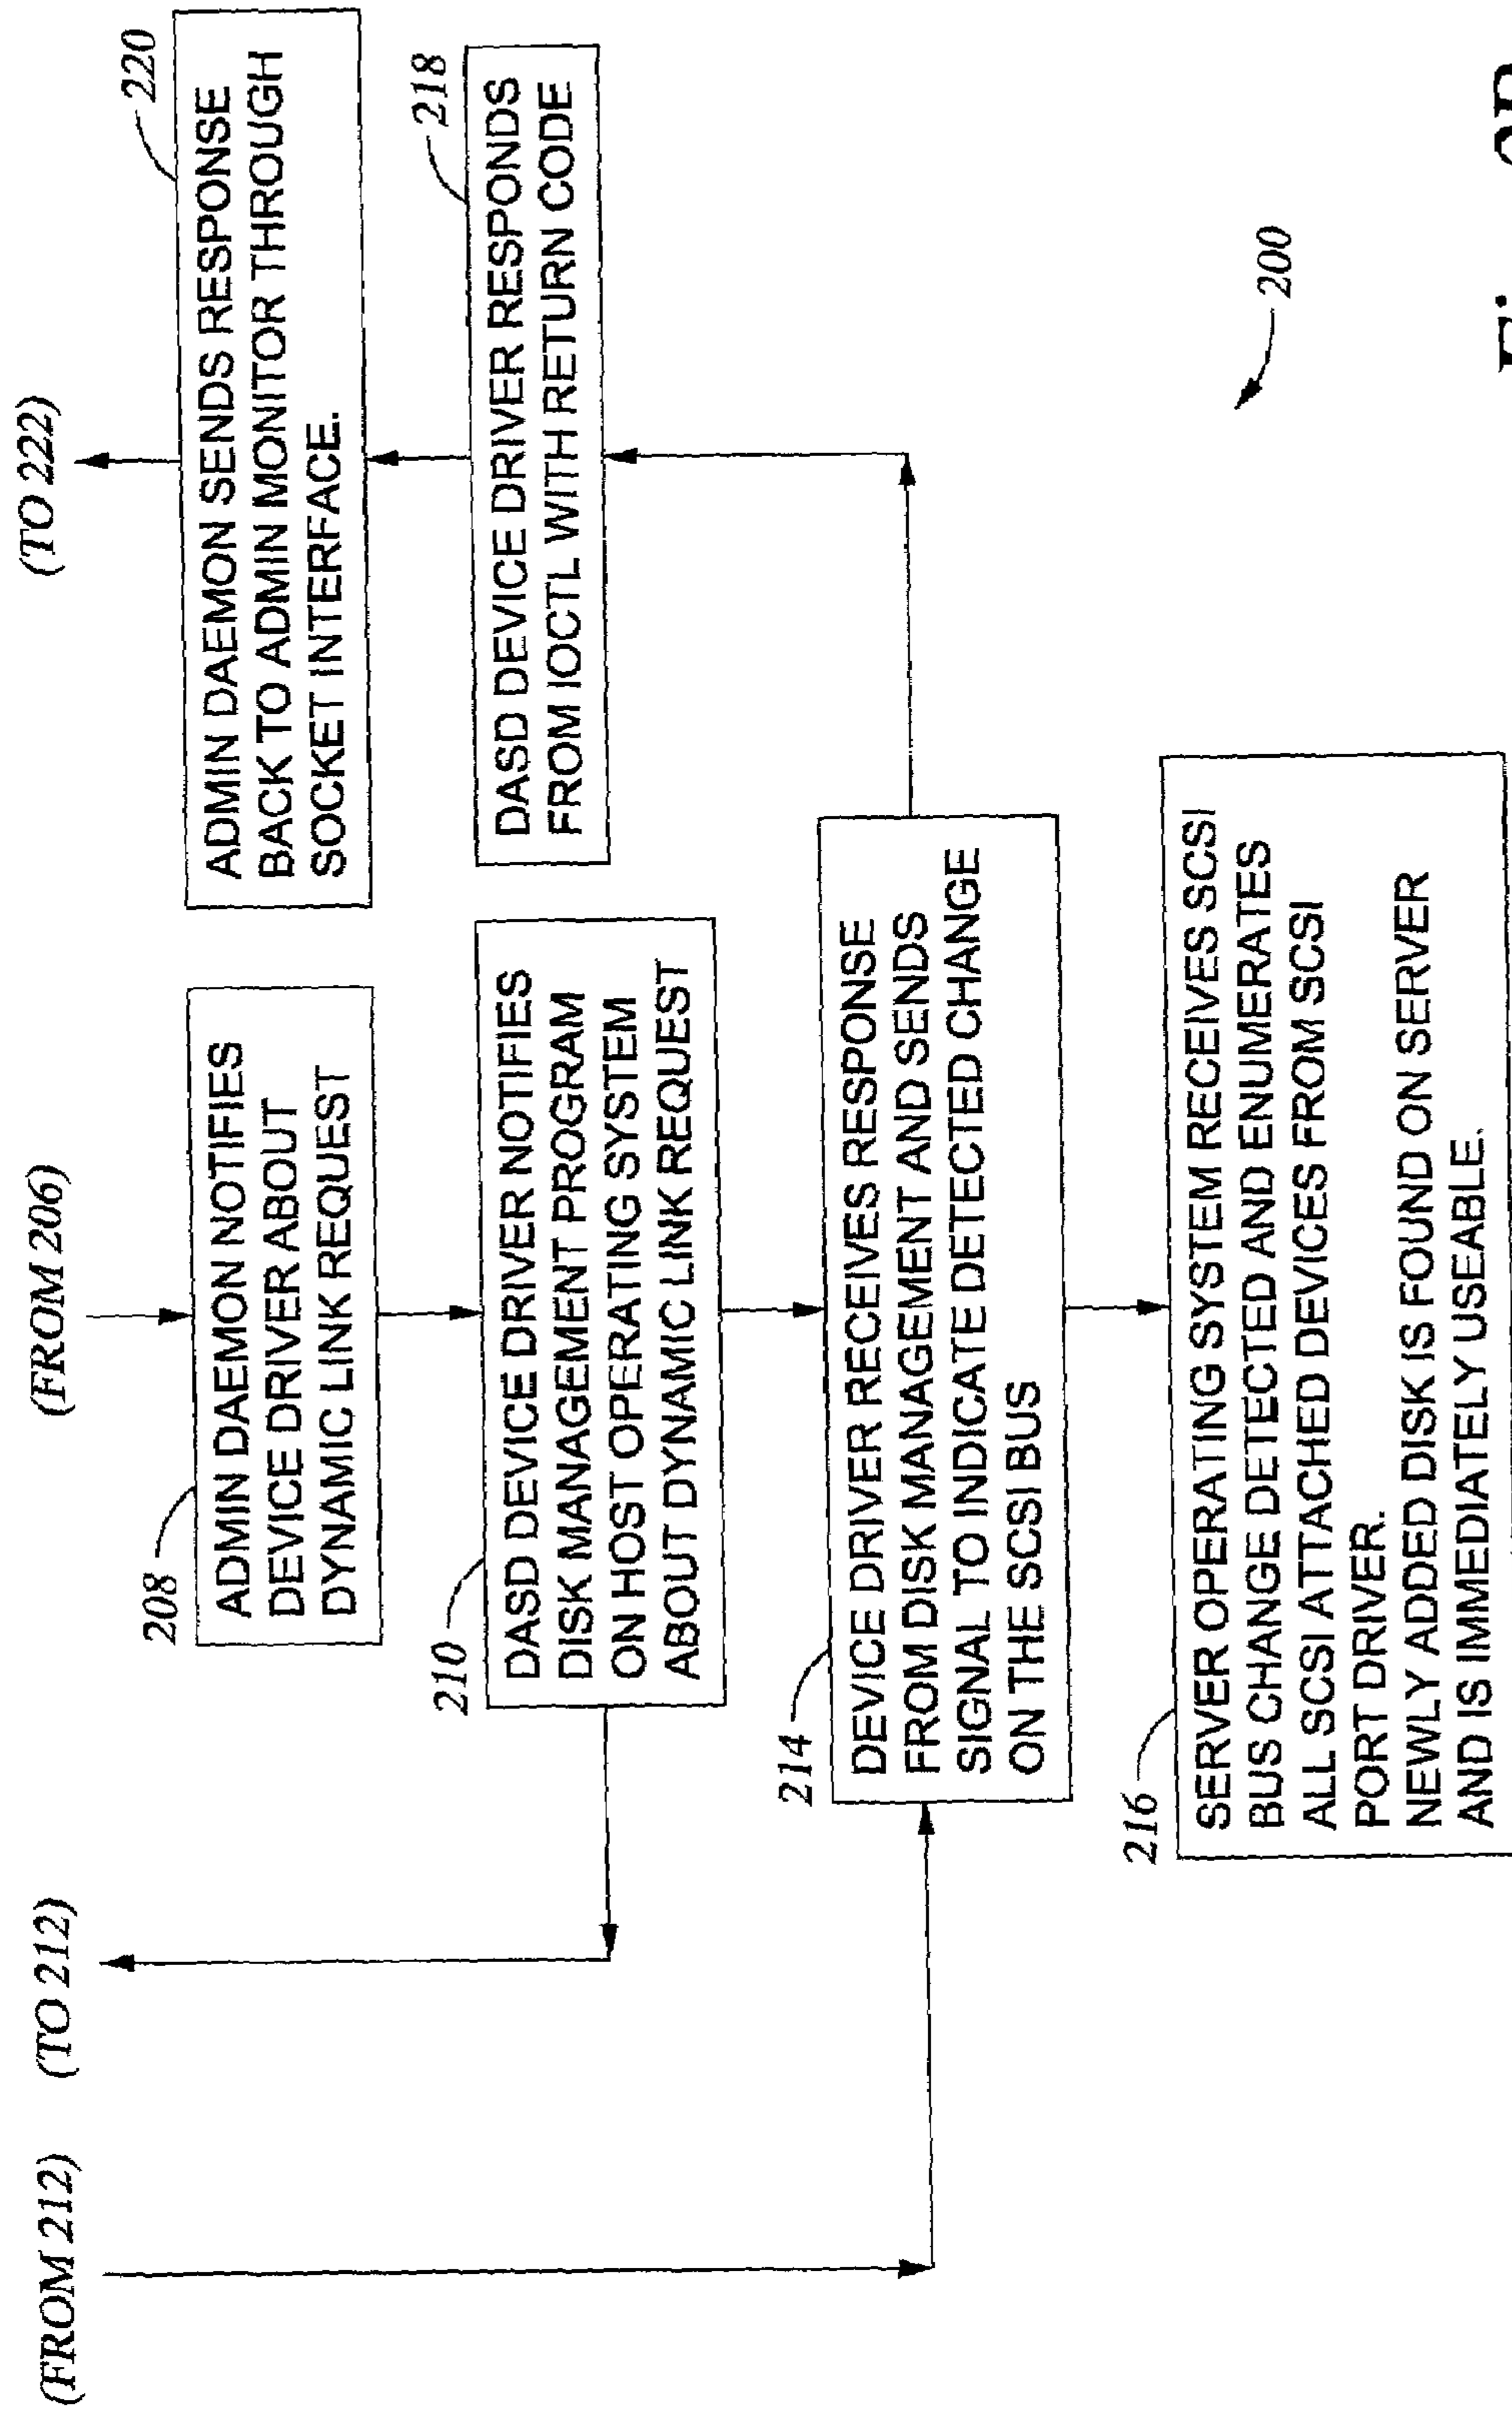 (FROM 212)
(TO 212)
(FROM 206)
(TO 222)
208
ADMIN DAEMON NOTIFIES
DEVICE DRIVER ABOUT
DYNAMIC LINK REQUEST
220
ADMIN DAEMON SENDS RESPONSE
BACK TO ADMIN MONITOR THROUGH
SOCKET INTERFACE.
210
DASD DEVICE DRIVER NOTIFIES
DISK MANAGEMENT PROGRAM
ON HOST OPERATING SYSTEM
ABOUT DYNAMIC LINK REQUEST
218
DASD DEVICE DRIVER RESPONDS
FROM IOCTL WITH RETURN CODE
214
DEVICE DRIVER RECEIVES RESPONSE
FROM DISK MANAGEMENT AND SENDS
SIGNAL TO INDICATE DETECTED CHANGE
ON THE SCSI BUS
216
SERVER OPERATING SYSTEM RECEIVES SCSI
BUS CHANGE DETECTED AND ENUMERATES
ALL SCSI ATTACHED DEVICES FROM SCSI
PORT DRIVER.
NEWLY ADDED DISK IS FOUND ON SERVER
AND IS IMMEDIATELY USEABLE.
200